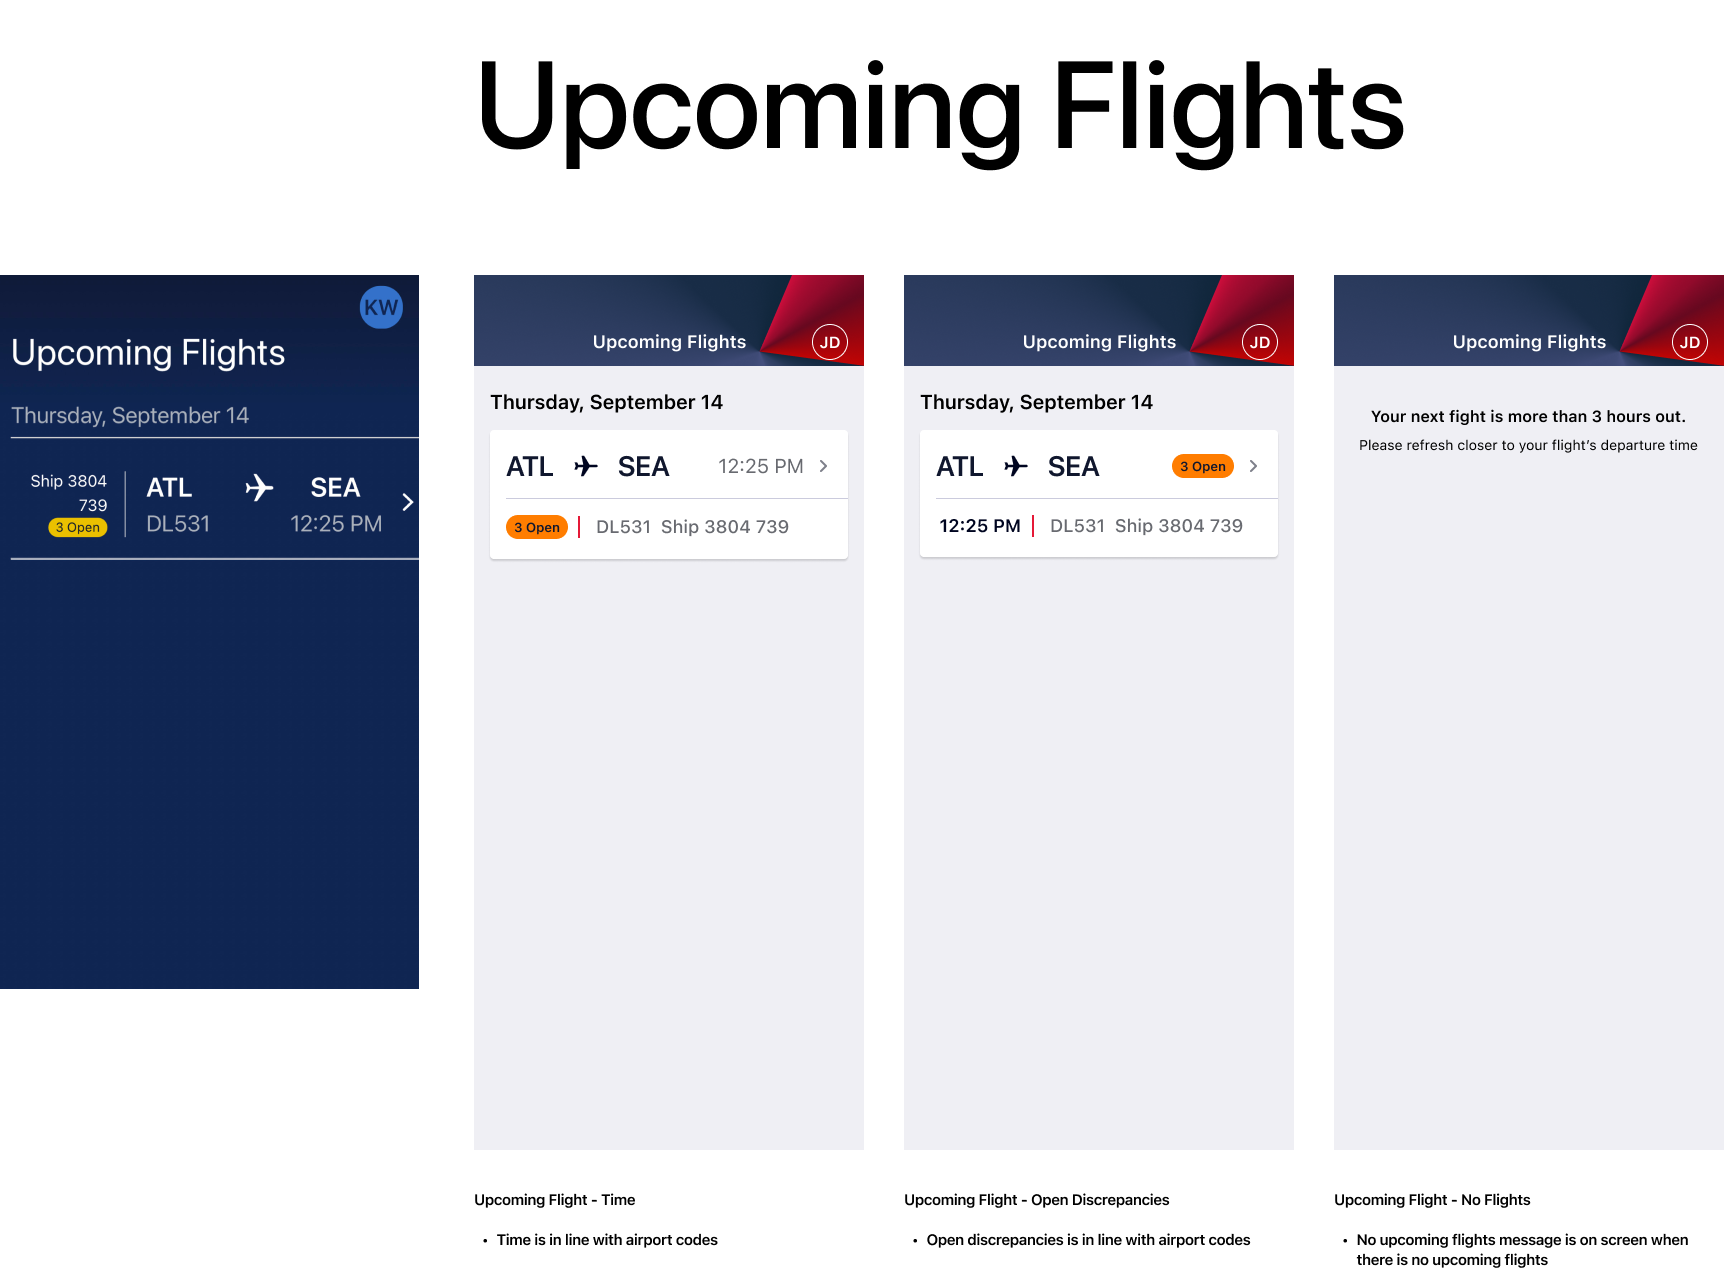 Upcoming Flights
KW
Upcoming Flights
Thursday, September 14
Ship 3804
739
3 Open
ATL SEA
DL531 12:25 PM
Upcoming Flights JD
Thursday, September 14
ATL SEA 12:25 PM
3 Open DL531 Ship 3804 739
Upcoming Flight - Time
• Time is in line with airport codes
Upcoming Flights JD
Thursday, September 14
ATL SEA 3 Open
12:25 PM DL531 Ship 3804 739
Upcoming Flight - Open Discrepancies
• Open discrepancies is in line with airport codes
Upcoming Flights JD
Your next fight is more than 3 hours out.
Please refresh closer to your flight's departure time
Upcoming Flight - No Flights
• No upcoming flights message is on screen when
there is no upcoming flights